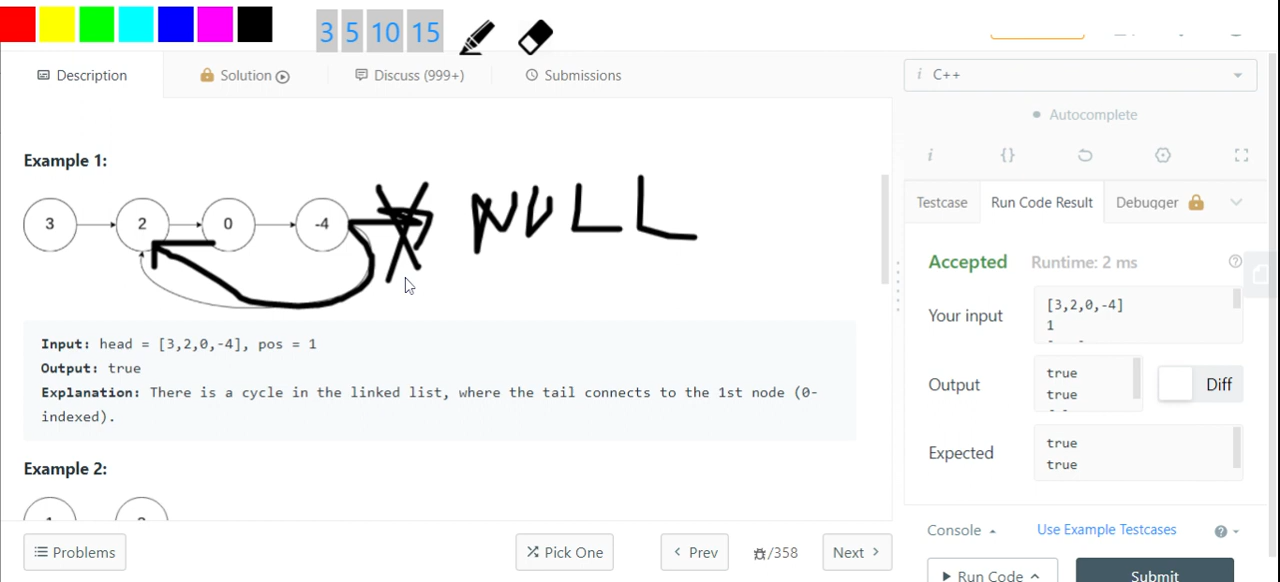 3 5 10 15
Description
Solution
Discuss (999+)
Submissions
i C++
Autocomplete
i {}
Example 1:
3 2 0 -4
NULL
Testcase
Run Code Result
Debugger
Accepted Runtime: 2 ms
Your input
[3,2,0,-4]
1
Input: head = [3,2,0,-4], pos = 1
Output: true
Explanation: There is a cycle in the linked list, where the tail connects to the 1st node (0-
indexed).
Output
true
true
Diff
Expected
true
true
Example 2:
Problems
Pick One
Prev
/358
Next
Console
Use Example Testcases
Run Code
Submit